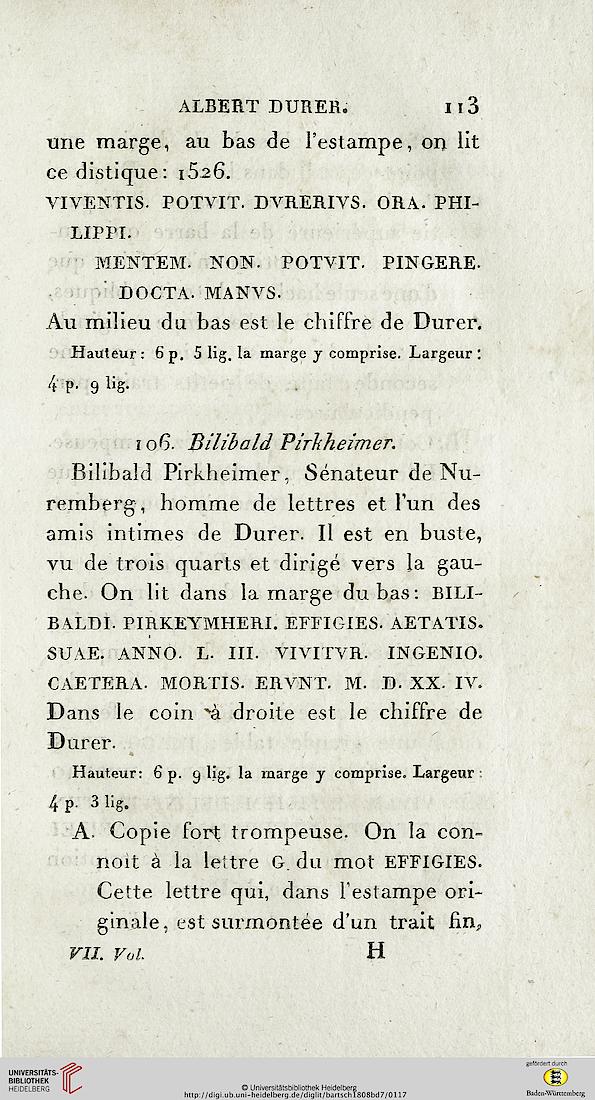 ALBERT DURER. 113
une marge, au bas de l'estampe, on lit
ce distique: 1526.
VIVENTIS. POTVIT. DVRERIVS. ORA. PHI-
LIPPI.
MENTEM. NON. POTVIT. PINGERE.
DOCTA. MANVS.
Au milieu du bas est le chiffre de Durer.
Hauteur: 6 p. 5 lig. la marge y comprise. Largeur:
4 p. 9 lig.
106. Bilibald Pirkheimer.
Bilibald Pirkheimer, Sénateur de Nu-
remberg, homme de lettres et l'un des
amis intimes de Durer. Il est en buste,
vu de trois quarts et dirigé vers la gau-
che. On lit dans la marge du bas: BILI-
BALDI. PIRKEYMHERI. EFFIGIES. AETATIS.
SUAE. ANNO. L. III. VIVITVR. INGENIO.
CAETERA. MORTIS. ERVNT. M. D. XX. IV.
Dans le coin à droite est le chiffre de
Durer.
Hauteur: 6 p. 9 lig. la marge y comprise. Largeur:
4 p. 3 lig.
A. Copie fort trompeuse. On la con-
noit à la lettre G. du mot EFFIGIES.
Cette lettre qui, dans l'estampe ori-
ginale, est surmontée d'un trait fin,
VII. Vol. H
UNIVERSITÄTS-
BIBLIOTHEK
HEIDELBERG
© Universitätsbibliothek Heidelberg
http://digi.ub.uni-heidelberg.de/diglit/bartsch1808bd7/0117
gefördert durch
Baden-Württemberg